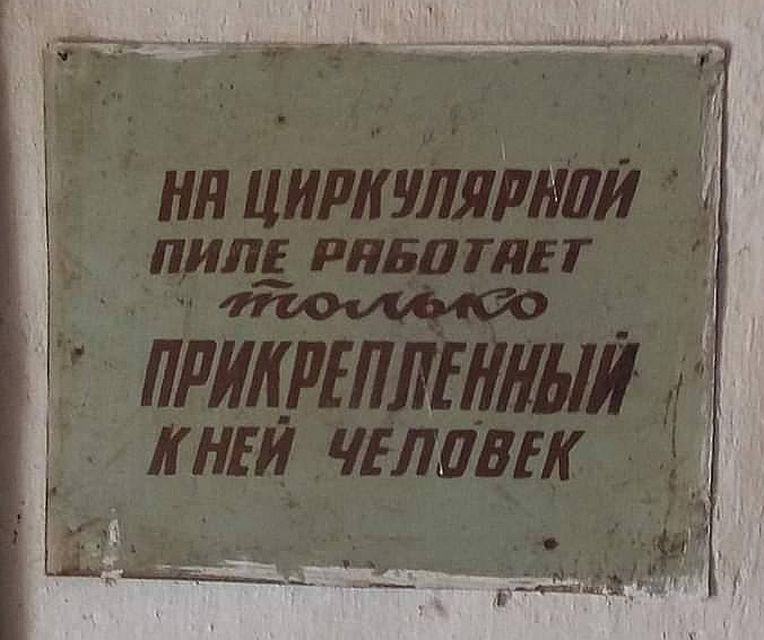 НА ЦИРКУЛЯРНОЙ
ПИЛЕ РАБОТАЕТ
только
ПРИКРЕПЛЕННЫЙ
К НЕЙ ЧЕЛОВЕК